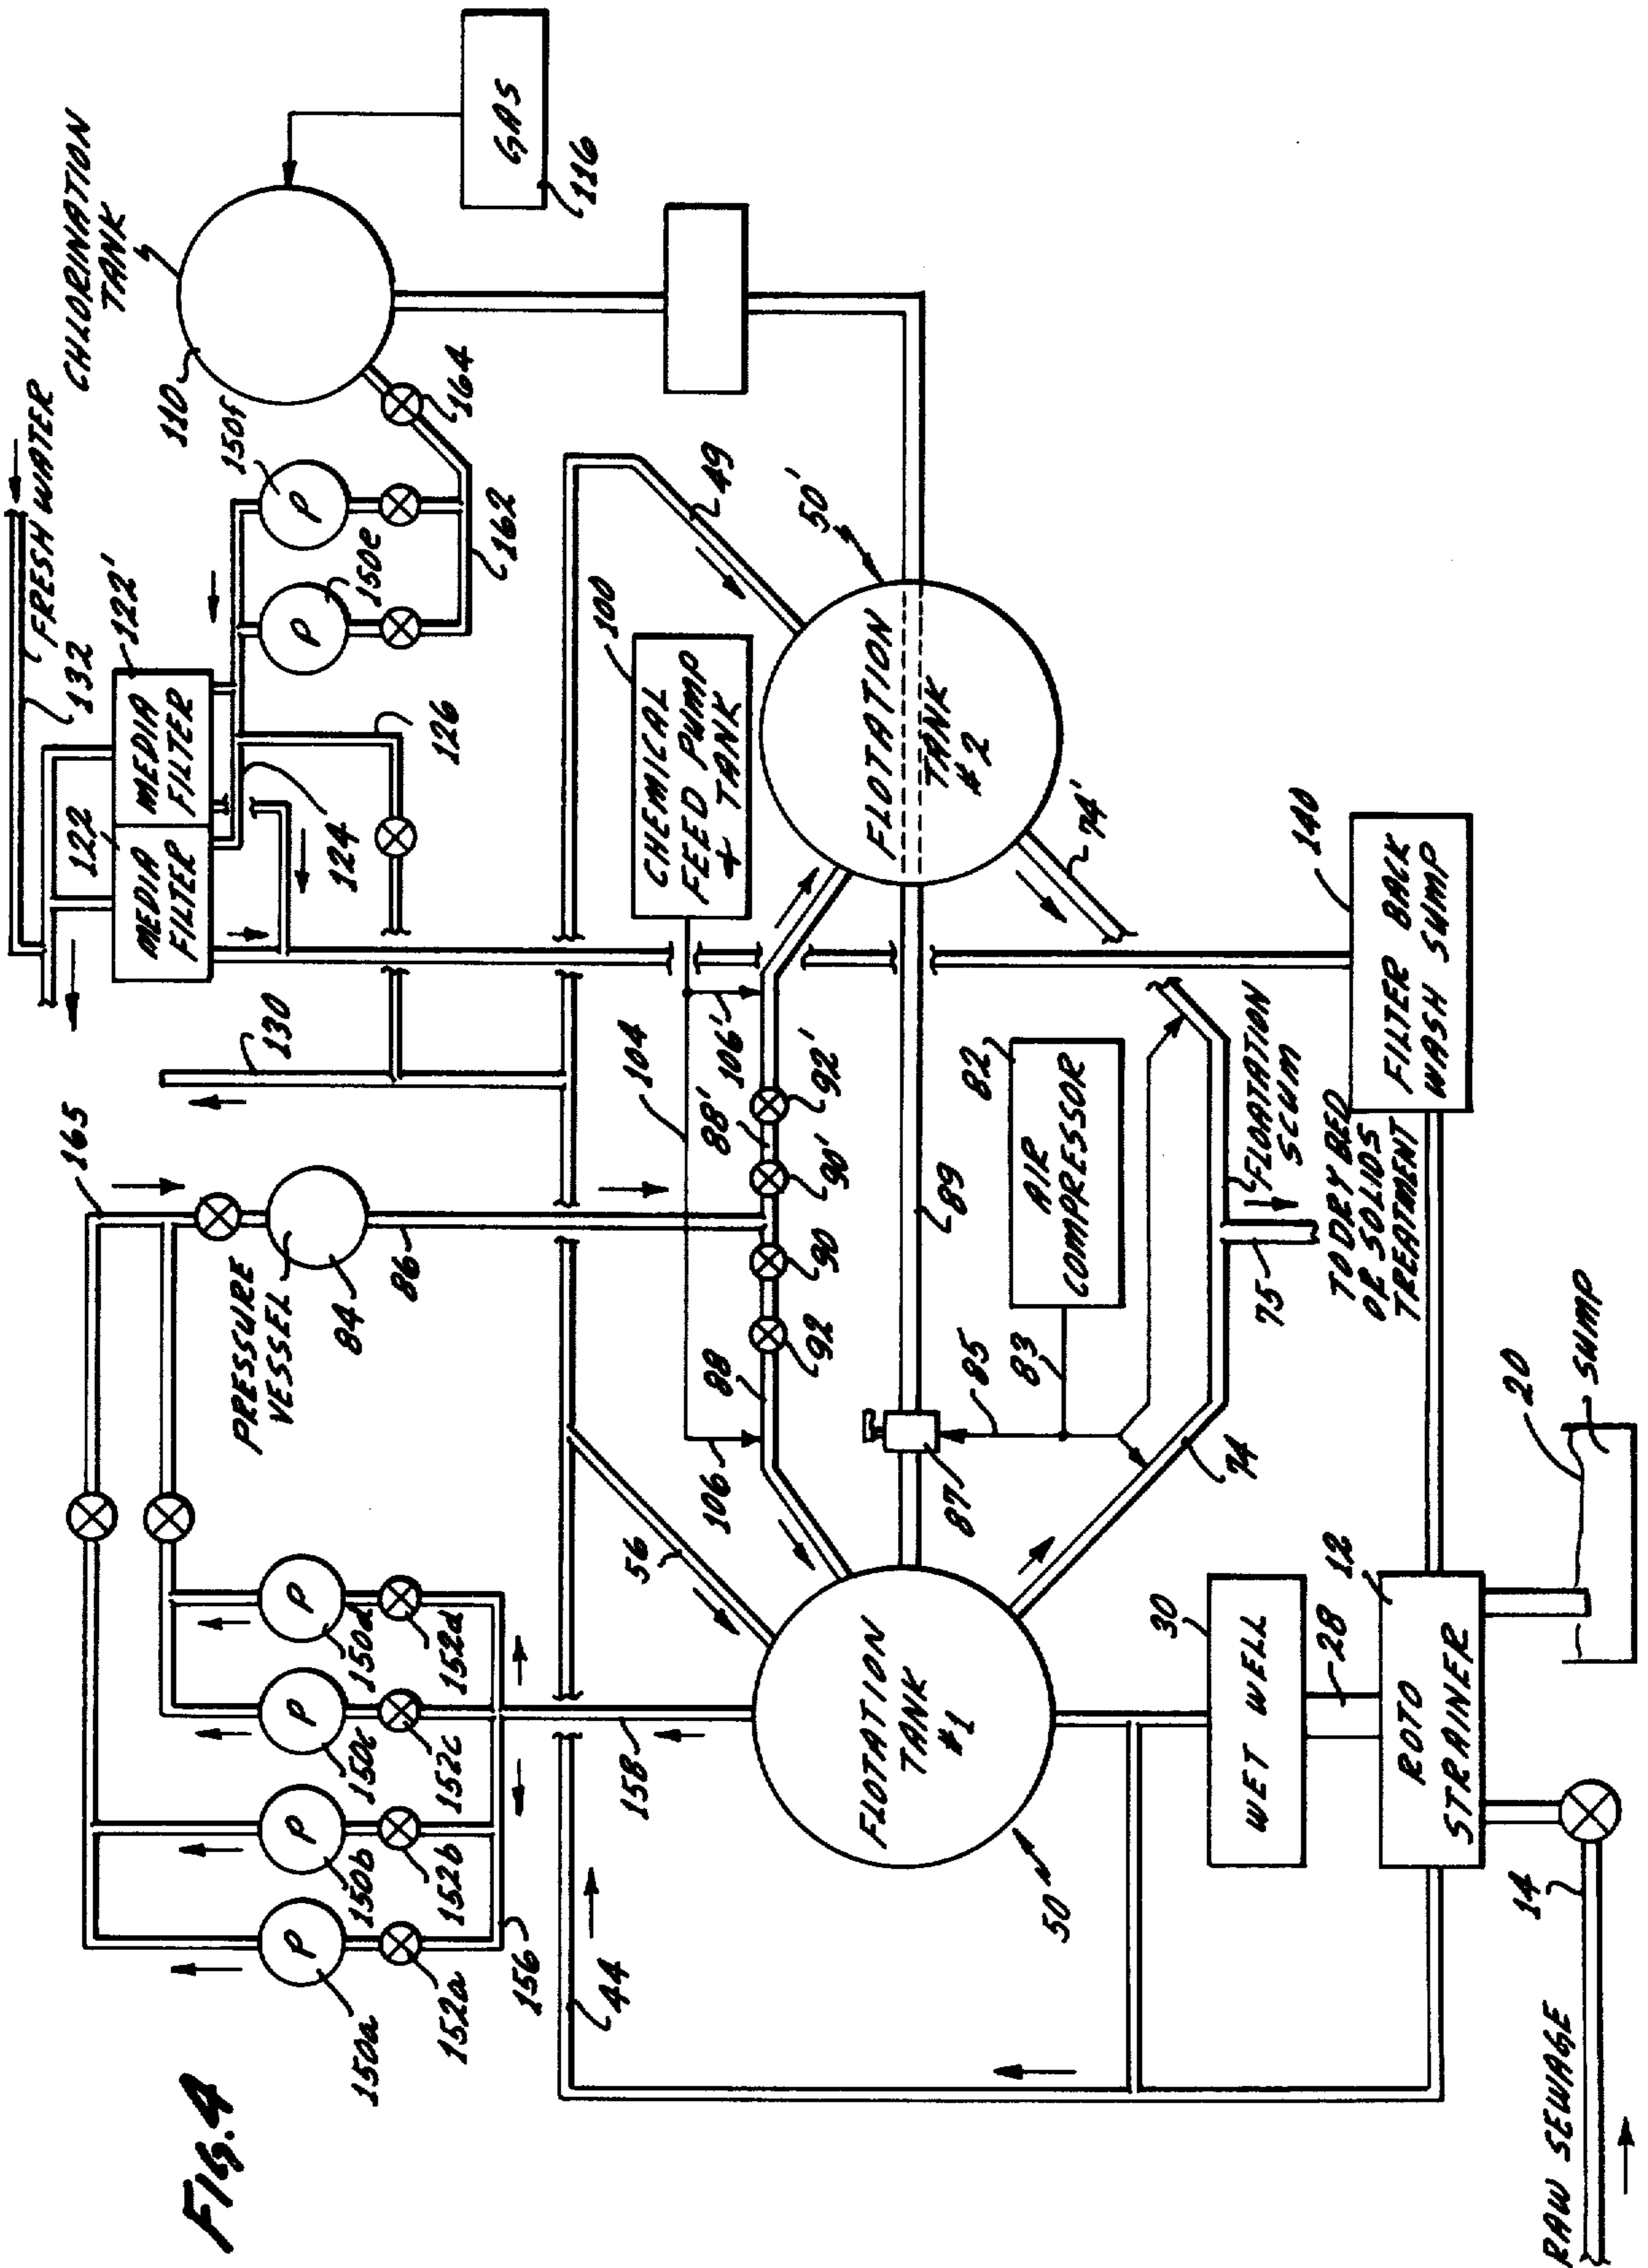 FIG. 4
150a
150b
150c
150d
152a
152b
152c
152d
P
P
P
P
156
158
165
PRESSURE
VESSEL
84
86
130
132
FRESH WATER
122
122'
MEDIA
FILTER
MEDIA
FILTER
124
126
P
P
150e
150f
162
164
110
CHLORINATION
TANK
GAS
116
44
56
49
104
106
106'
88
88'
92
90
90'
92'
CHEMICAL
FEED PUMP
+ TANK
100
FLOTATION
TANK
#1
50
FLOTATION
TANK
#2
50'
89
87
85
83
82
AIR
COMPRESSOR
74
74'
75
FLOATATION
SCUM
TO DRY BED
OR SOLIDS
TREATMENT
WET WELL
30
28
ROTO
STRAINER
12
14
RAW SEWAGE
20
SUMP
FILTER BACK
WASH SUMP
140